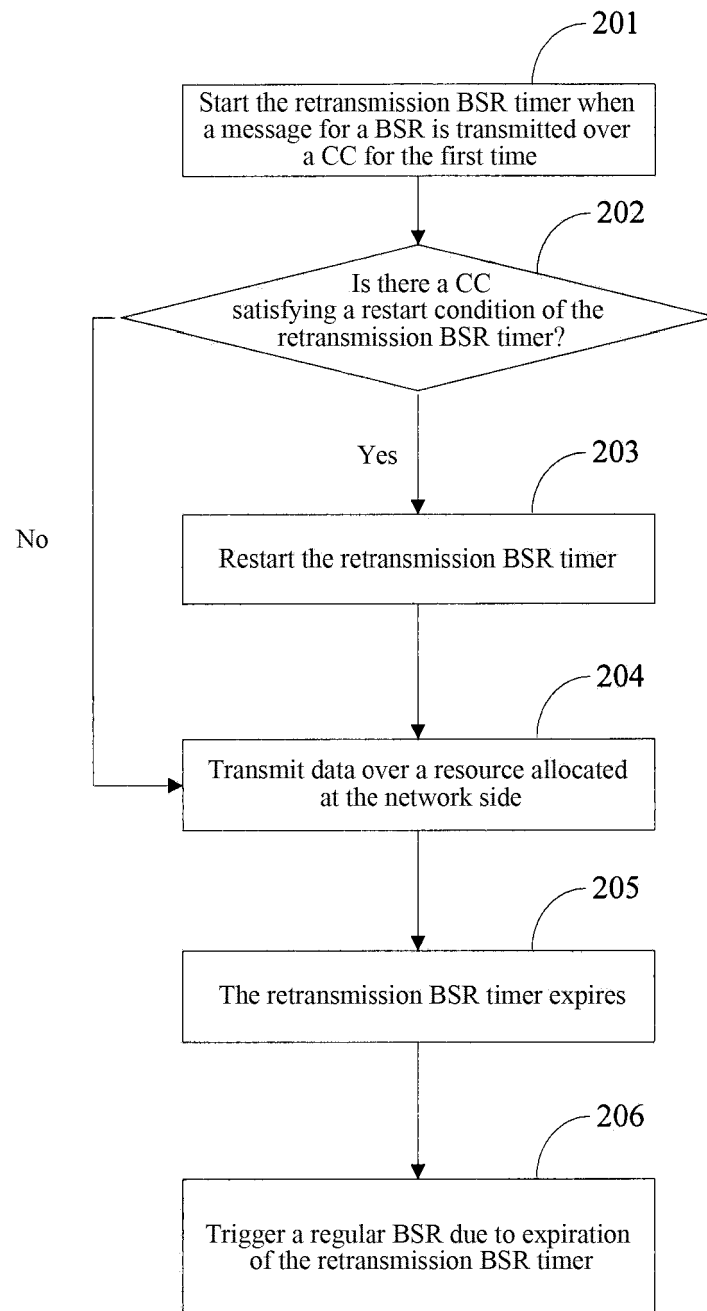 201
Start the retransmission BSR timer when
a message for a BSR is transmitted over
a CC for the first time
202
Is there a CC
satisfying a restart condition of the
retransmission BSR timer?
Yes
203
No
Restart the retransmission BSR timer
204
Transmit data over a resource allocated
at the network side
205
The retransmission BSR timer expires
206
Trigger a regular BSR due to expiration
of the retransmission BSR timer